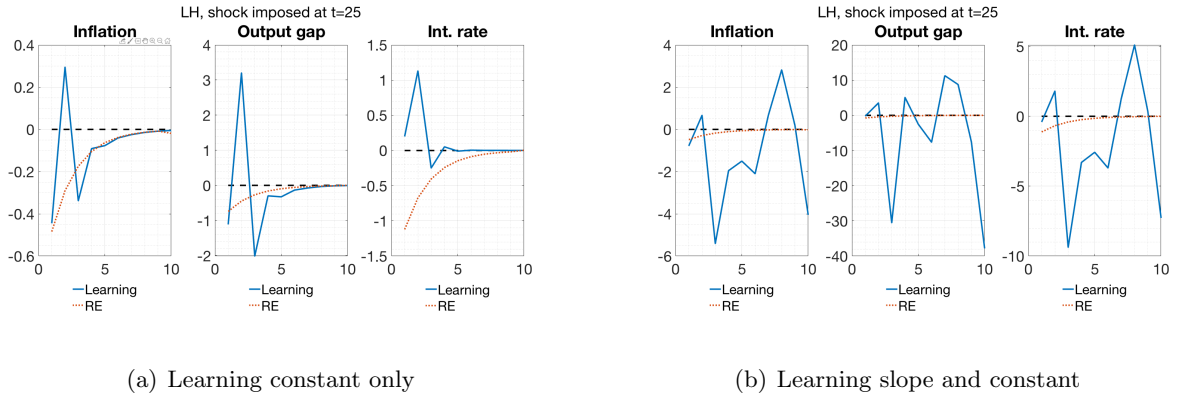 LH, shock imposed at t=25
Inflation
Output gap
Int. rate
0.4
0.2
0
-0.2
-0.4
-0.6
0
5
10
Learning
RE
4
3
2
1
0
-1
-2
0
5
10
Learning
RE
1.5
1
0.5
0
-0.5
-1
-1.5
0
5
10
Learning
RE
(a) Learning constant only
LH, shock imposed at t=25
Inflation
Output gap
Int. rate
4
2
0
-2
-4
-6
0
5
10
Learning
RE
20
10
0
-10
-20
-30
-40
0
5
10
Learning
RE
5
0
-5
-10
0
5
10
Learning
RE
(b) Learning slope and constant